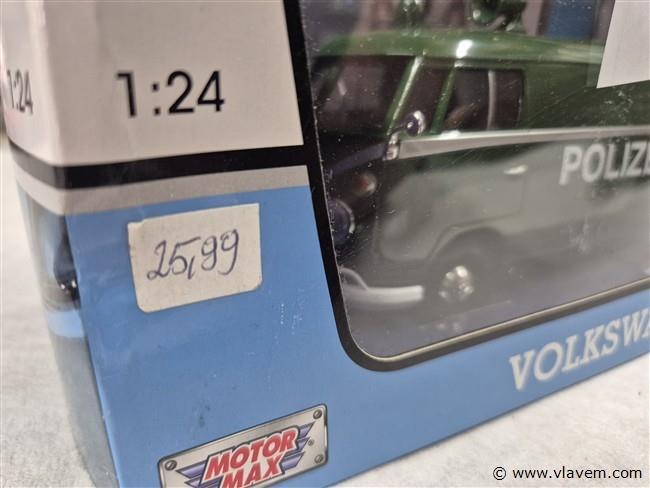 1:24
1:24
POLIZE
25,99
VOLKSWA
MOTOR
MAX
© www.vlavem.com